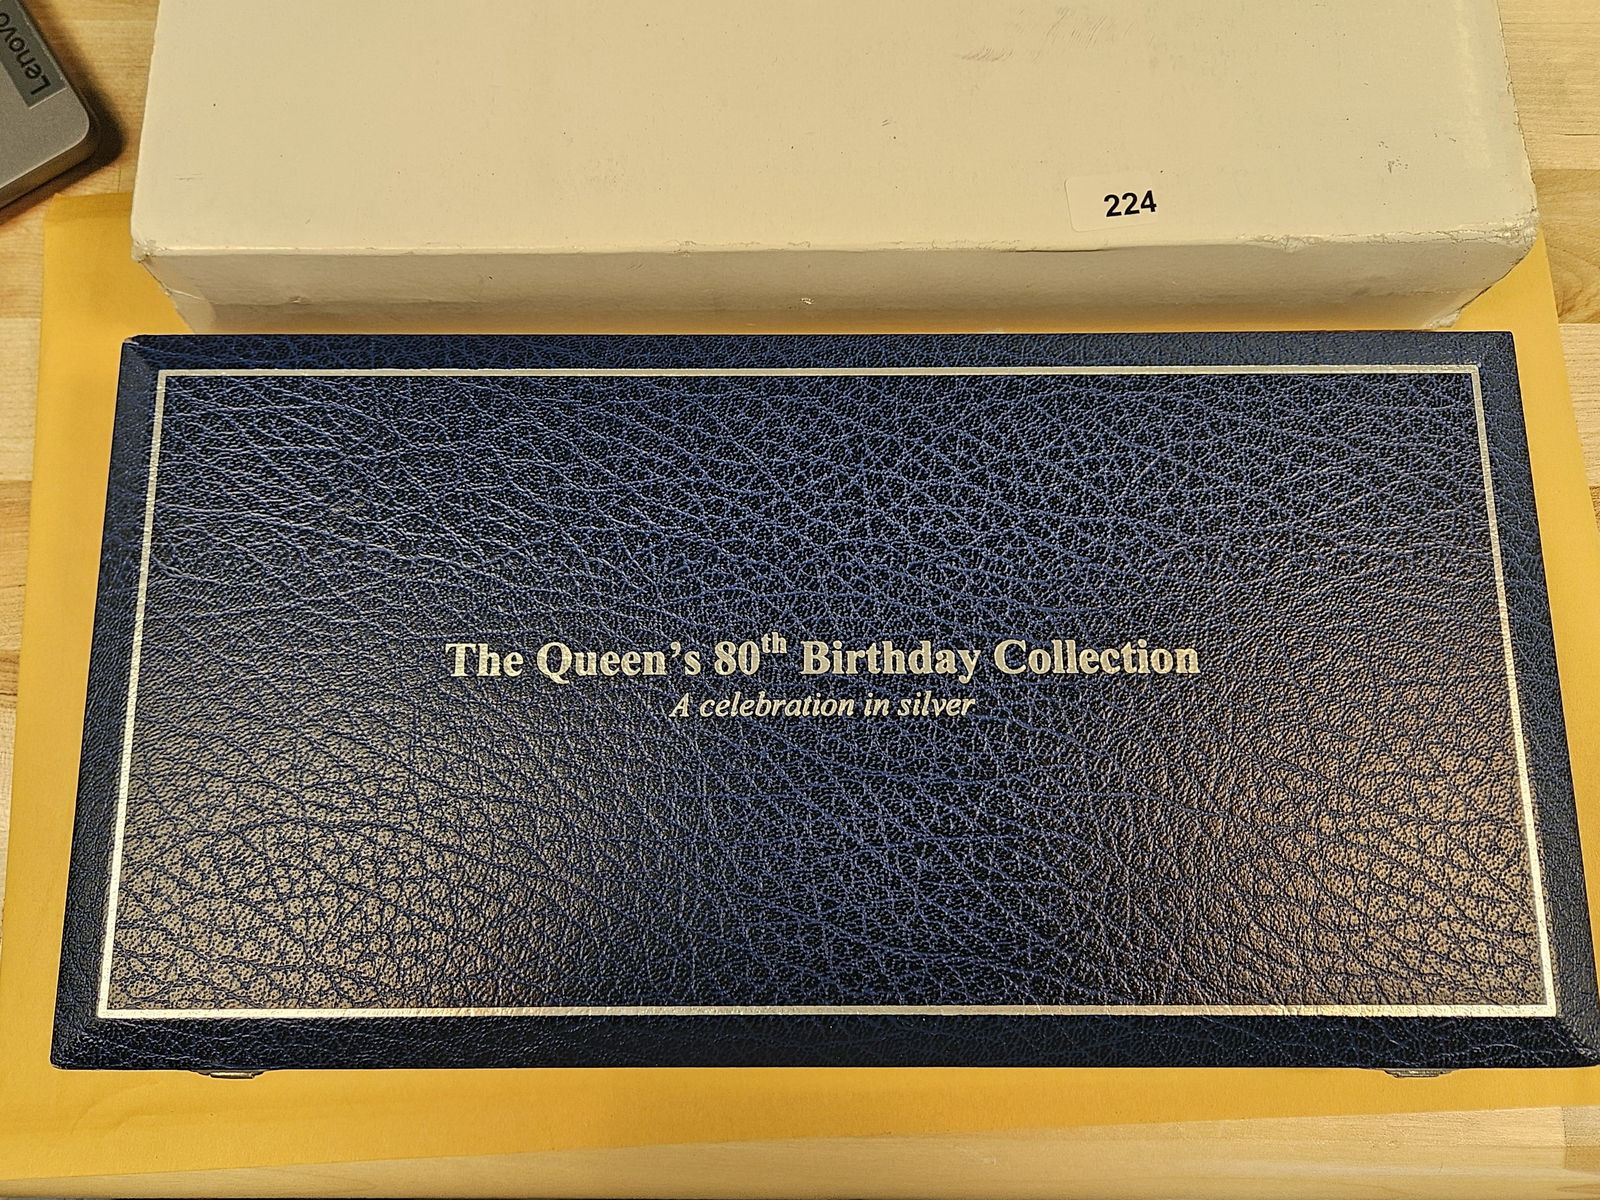 Lenovo
224
The Queen's 80th Birthday Collection
A celebration in silver